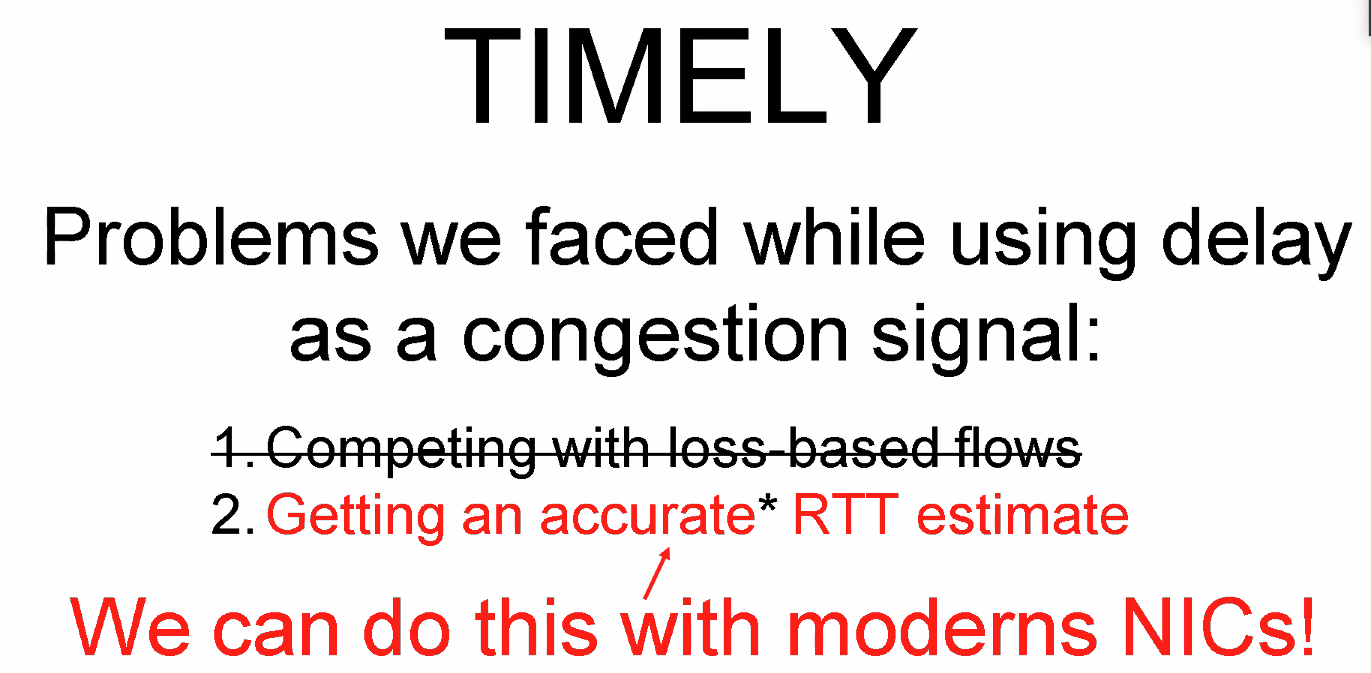 TIMELY
Problems we faced while using delay
as a congestion signal:
1. Competing with loss-based flows
2. Getting an accurate* RTT estimate
We can do this with moderns NICs!